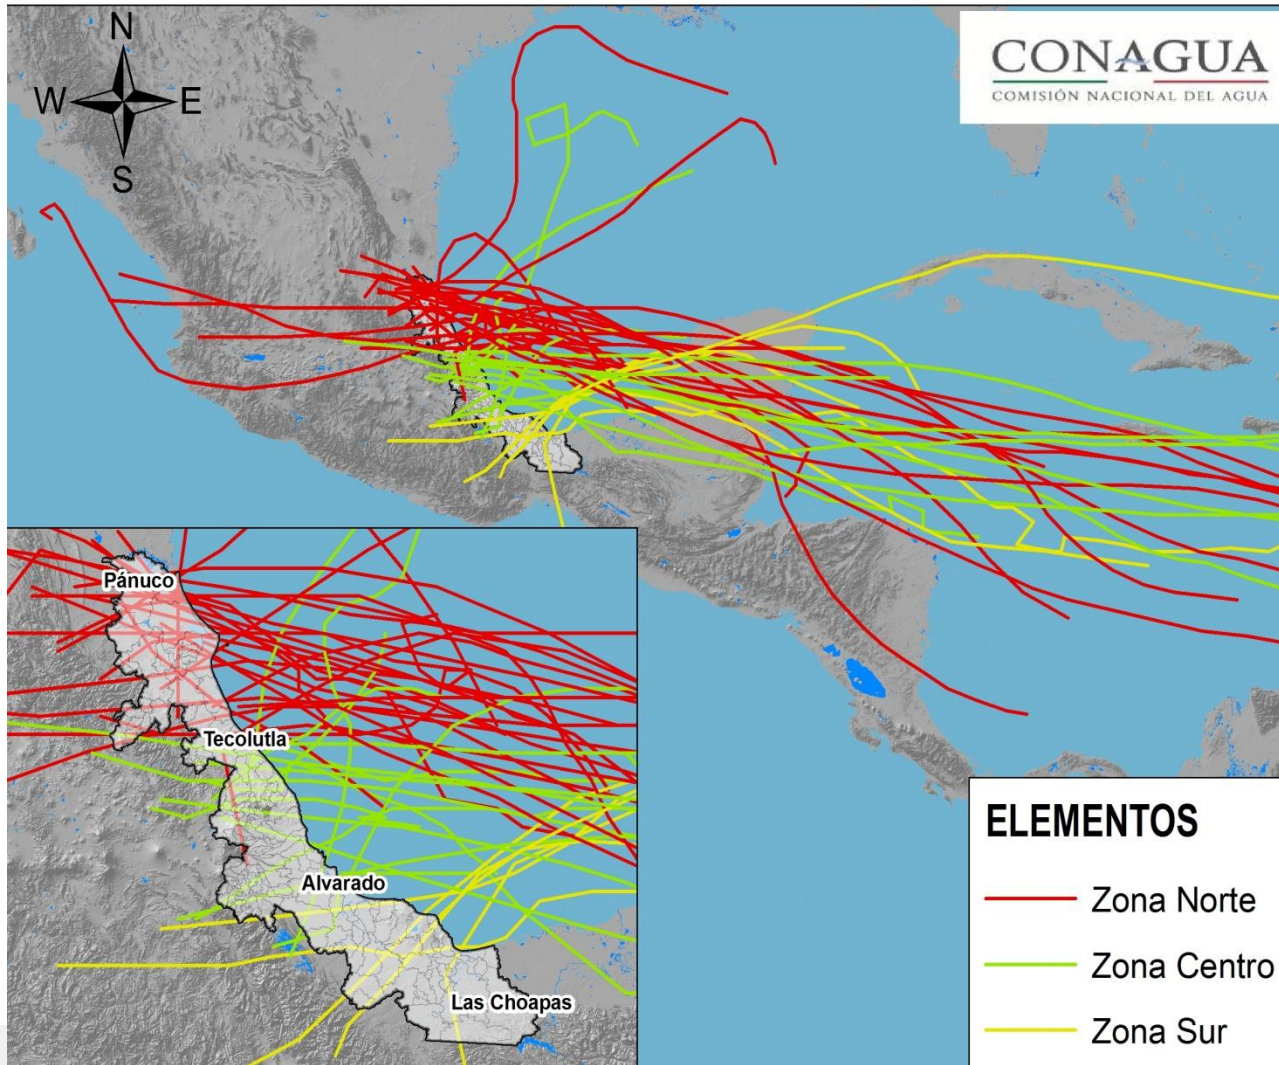 N
W E
S
CONAGUA
COMISIÓN NACIONAL DEL AGUA
Pánuco
Tecolutla
Alvarado
Las Choapas
ELEMENTOS
Zona Norte
Zona Centro
Zona Sur